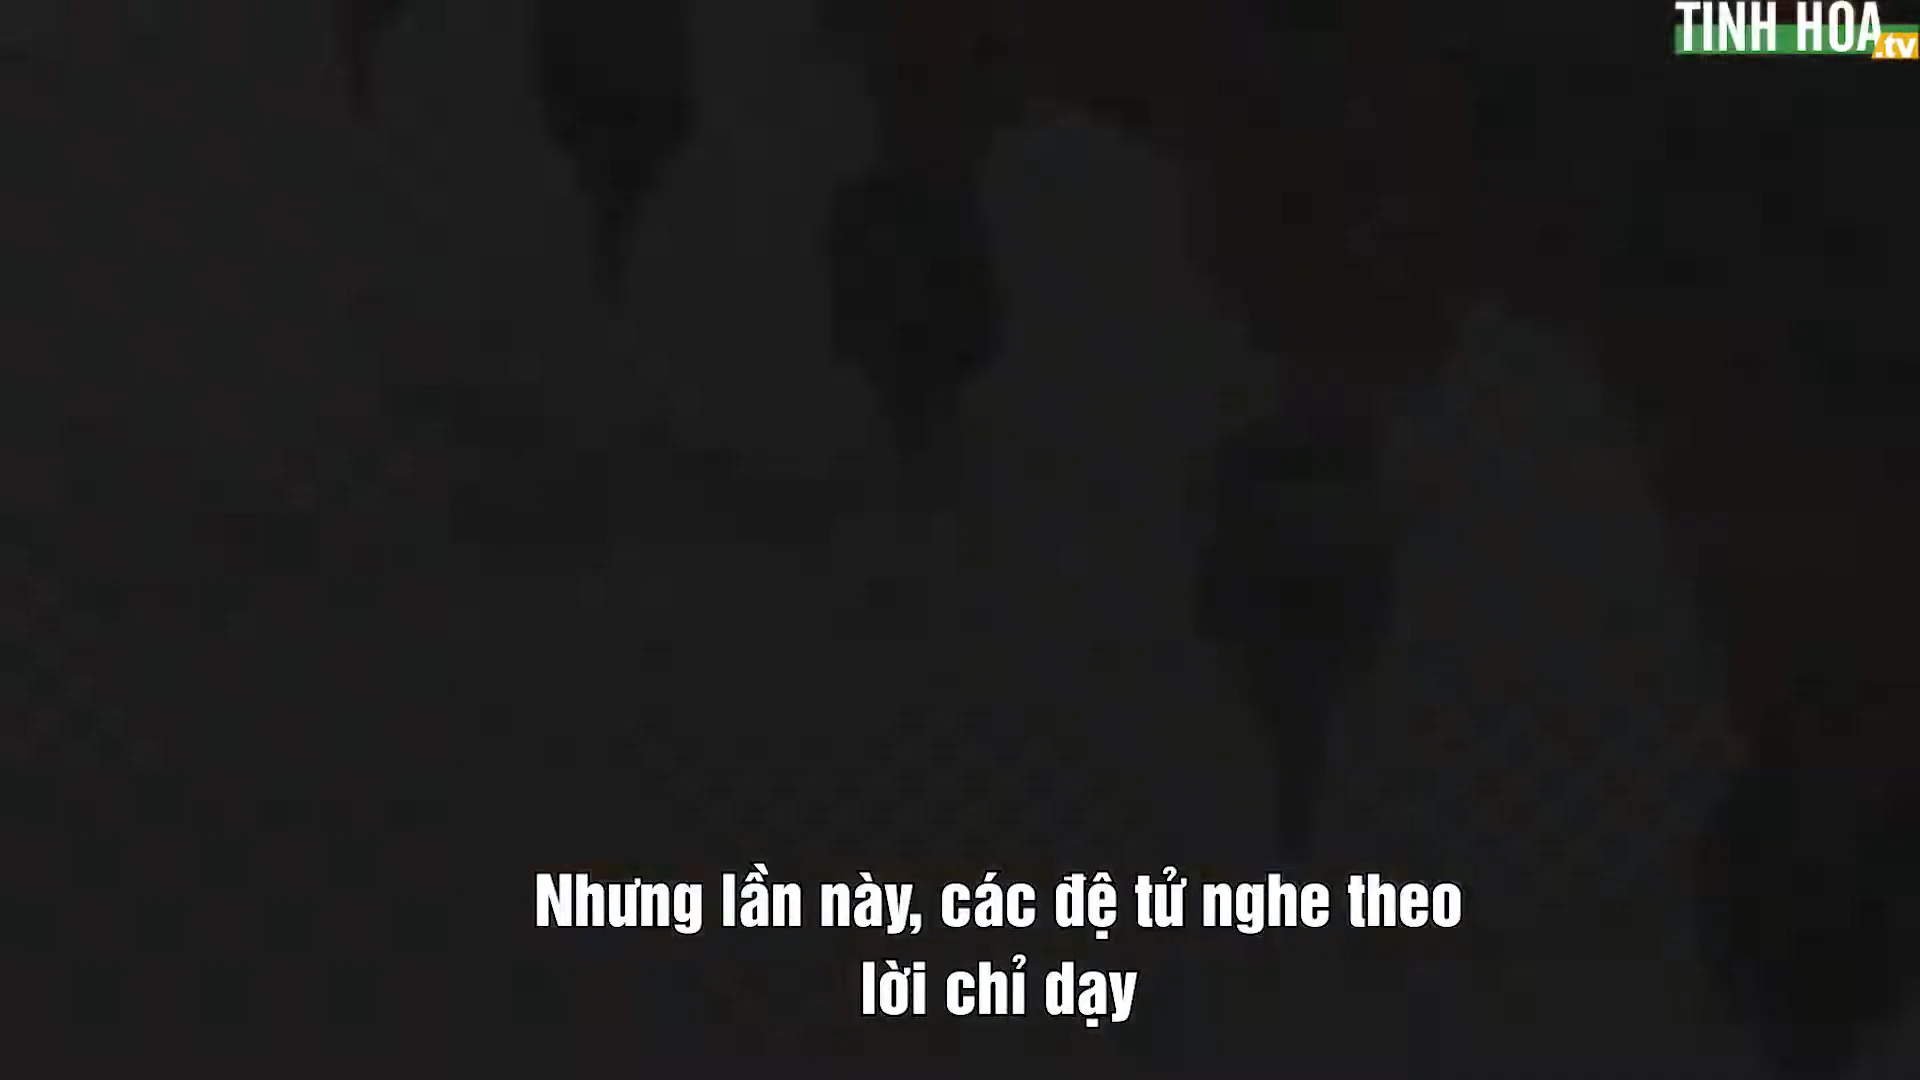 TINH HOA
.tv
Nhưng lần này, các đệ tử nghe theo
lời chỉ dạy